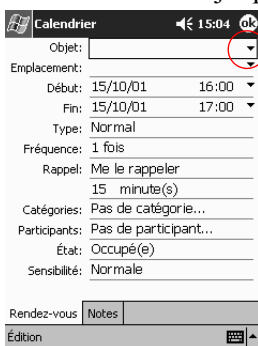 Calendrier 15:04 ok
Objet:
Emplacement:
Début: 15/10/01 16:00
Fin: 15/10/01 17:00
Type: Normal
Fréquence: 1 fois
Rappel: Me le rappeler
15 minute(s)
Catégories: Pas de catégorie...
Participants: Pas de participant...
État: Occupé(e)
Sensibilité: Normale
Rendez-vous Notes
Édition